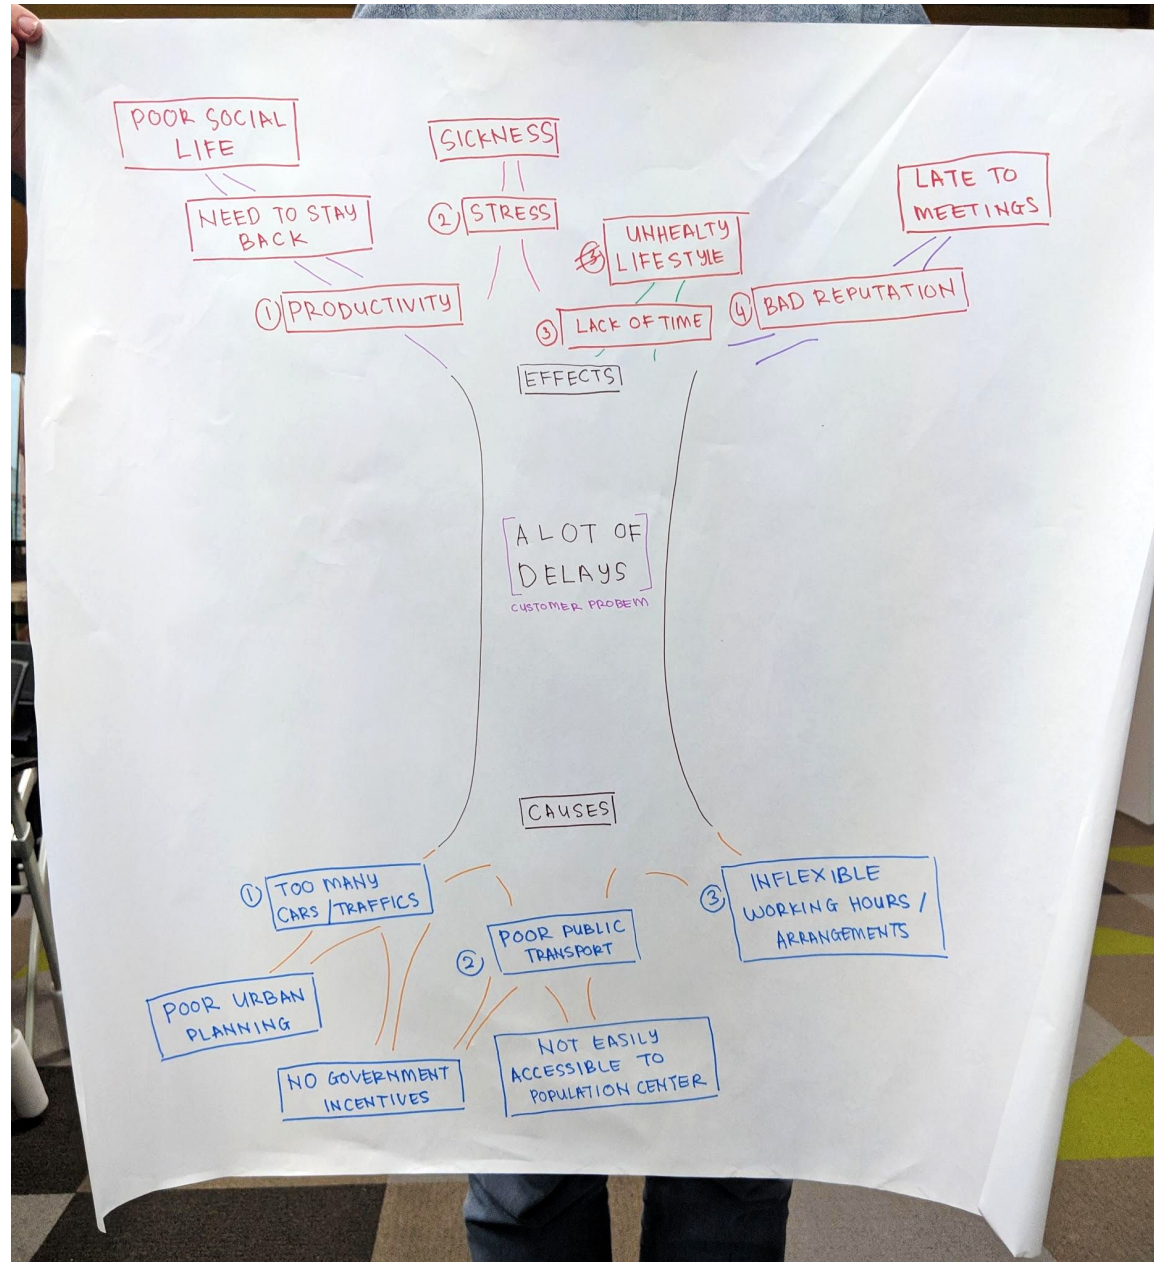 POOR SOCIAL
LIFE
SICKNESS
LATE TO
MEETINGS
NEED TO STAY
BACK
2 STRESS
3 UNHEALTY
LIFESTYLE
1 PRODUCTIVITY
3 LACK OF TIME
4 BAD REPUTATION
EFFECTS
A LOT OF
DELAYS
CUSTOMER PROBEM
CAUSES
1 TOO MANY
CARS / TRAFFICS
2 POOR PUBLIC
TRANSPORT
3 INFLEXIBLE
WORKING HOURS /
ARRANGEMENTS
POOR URBAN
PLANNING
NO GOVERNMENT
INCENTIVES
NOT EASILY
ACCESSIBLE TO
POPULATION CENTER